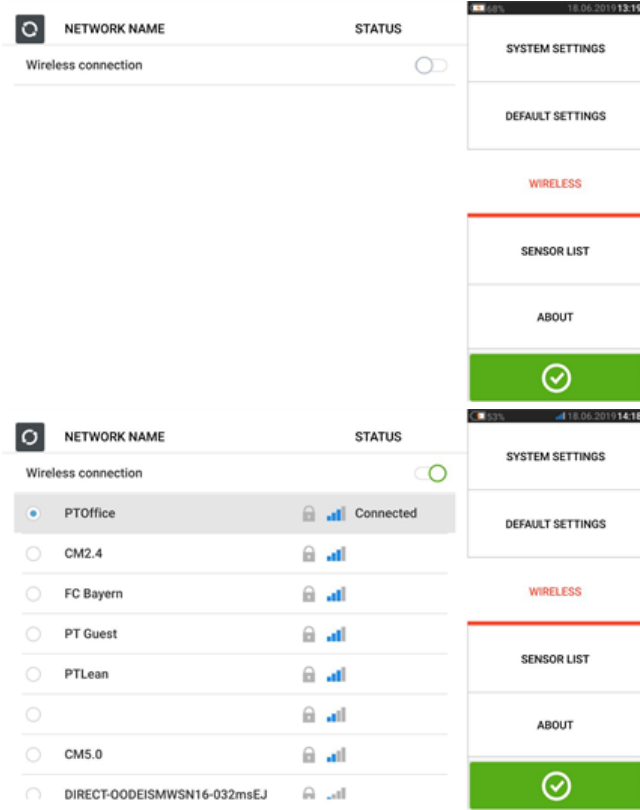 68% 18.06.2019 13:19
NETWORK NAME STATUS
Wireless connection
SYSTEM SETTINGS
DEFAULT SETTINGS
WIRELESS
SENSOR LIST
ABOUT
53% 18.06.2019 14:18
NETWORK NAME STATUS
Wireless connection
PTOffice Connected
CM2.4
FC Bayern
PT Guest
PTLean
CM5.0
DIRECT-OODEISMWSN16-032msEJ
SYSTEM SETTINGS
DEFAULT SETTINGS
WIRELESS
SENSOR LIST
ABOUT